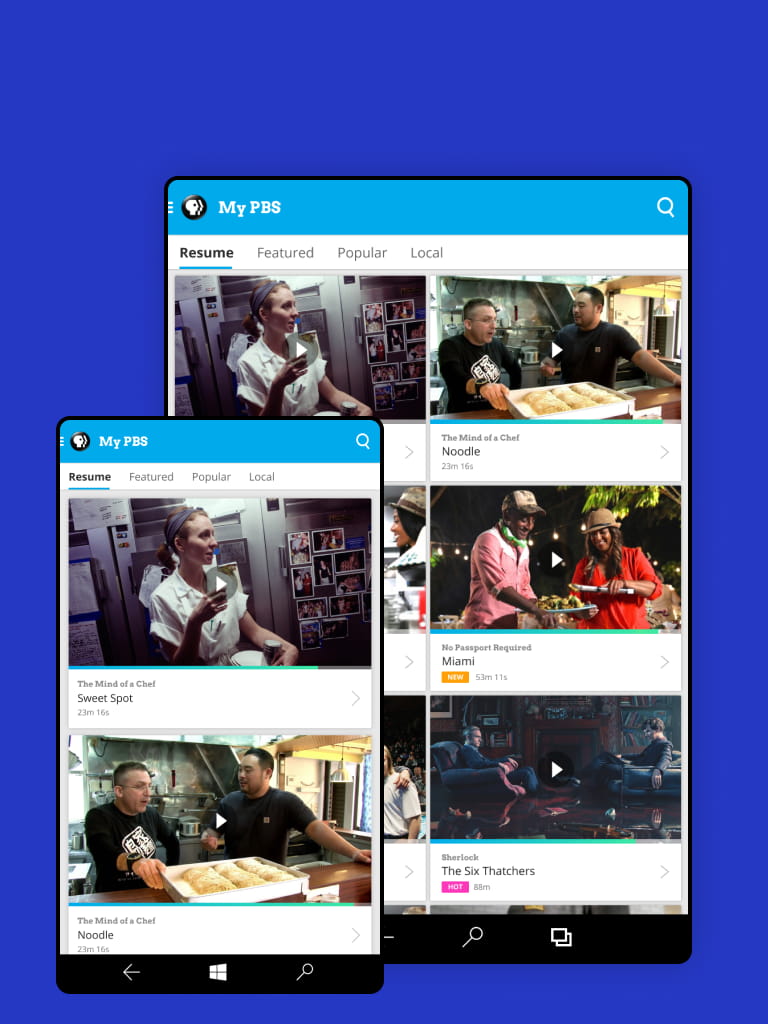 My PBS
Resume Featured Popular Local
The Mind of a Chef
Noodle
23m 16s
No Passport Required
Miami
NEW 53m 11s
Sherlock
The Six Thatchers
HOT 88m
My PBS
Resume Featured Popular Local
The Mind of a Chef
Sweet Spot
23m 16s
The Mind of a Chef
Noodle
23m 16s